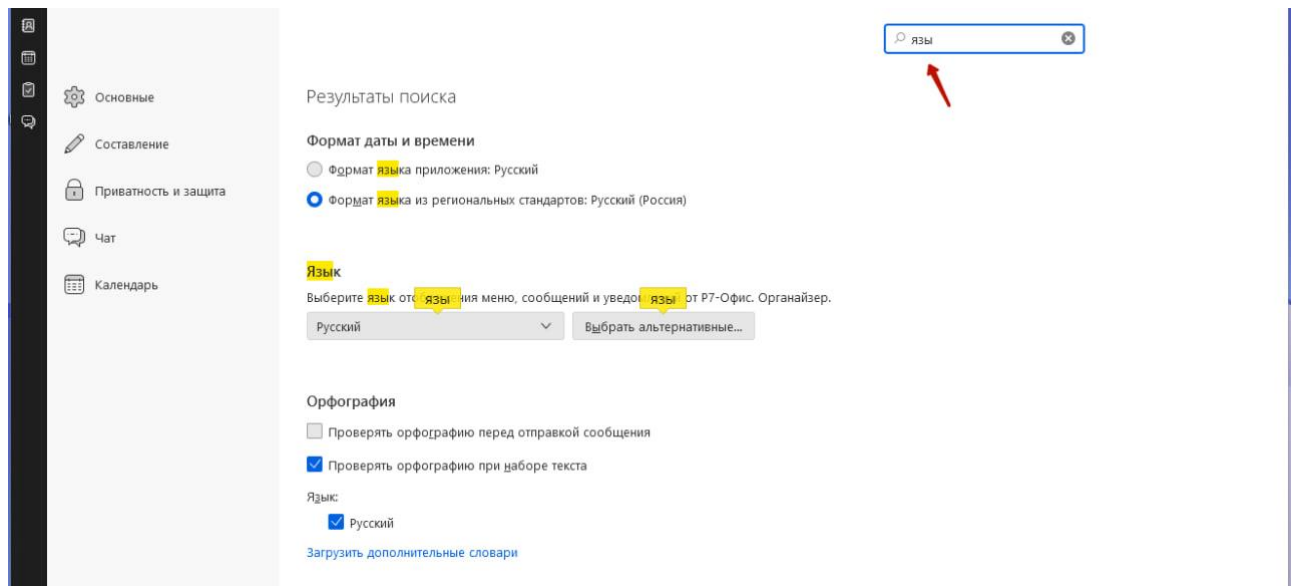 язы
Основные
Составление
Приватность и защита
Чат
Календарь
Результаты поиска
Формат даты и времени
Формат языка приложения: Русский
Формат языка из региональных стандартов: Русский (Россия)
Язык
Выберите язык ото язы ния меню, сообщений и уведом язы от Р7-Офис. Органайзер.
Русский
Выбрать альтернативные...
Орфография
Проверять орфографию перед отправкой сообщения
Проверять орфографию при наборе текста
Язык:
Русский
Загрузить дополнительные словари